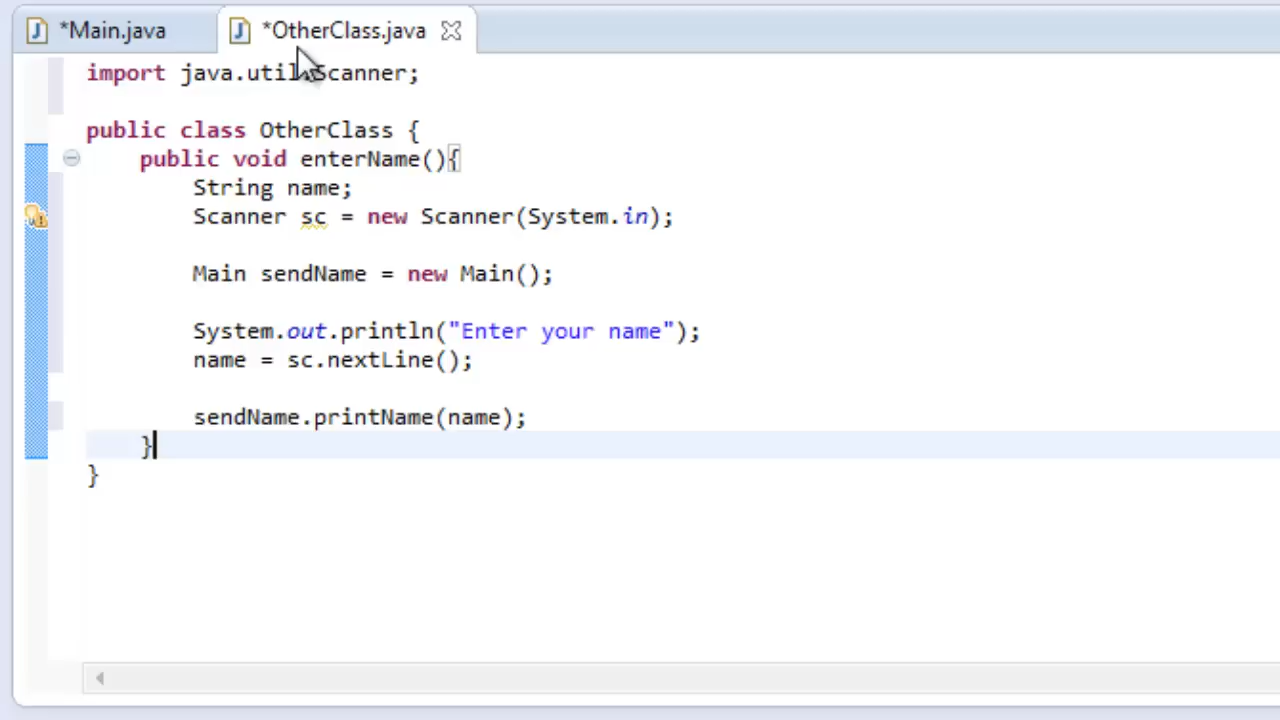 *Main.java
*OtherClass.java
import java.util.Scanner;
public class OtherClass {
public void enterName(){
String name;
Scanner sc = new Scanner(System.in);
Main sendName = new Main();
System.out.println("Enter your name");
name = sc.nextLine();
sendName.printName(name);
}
}